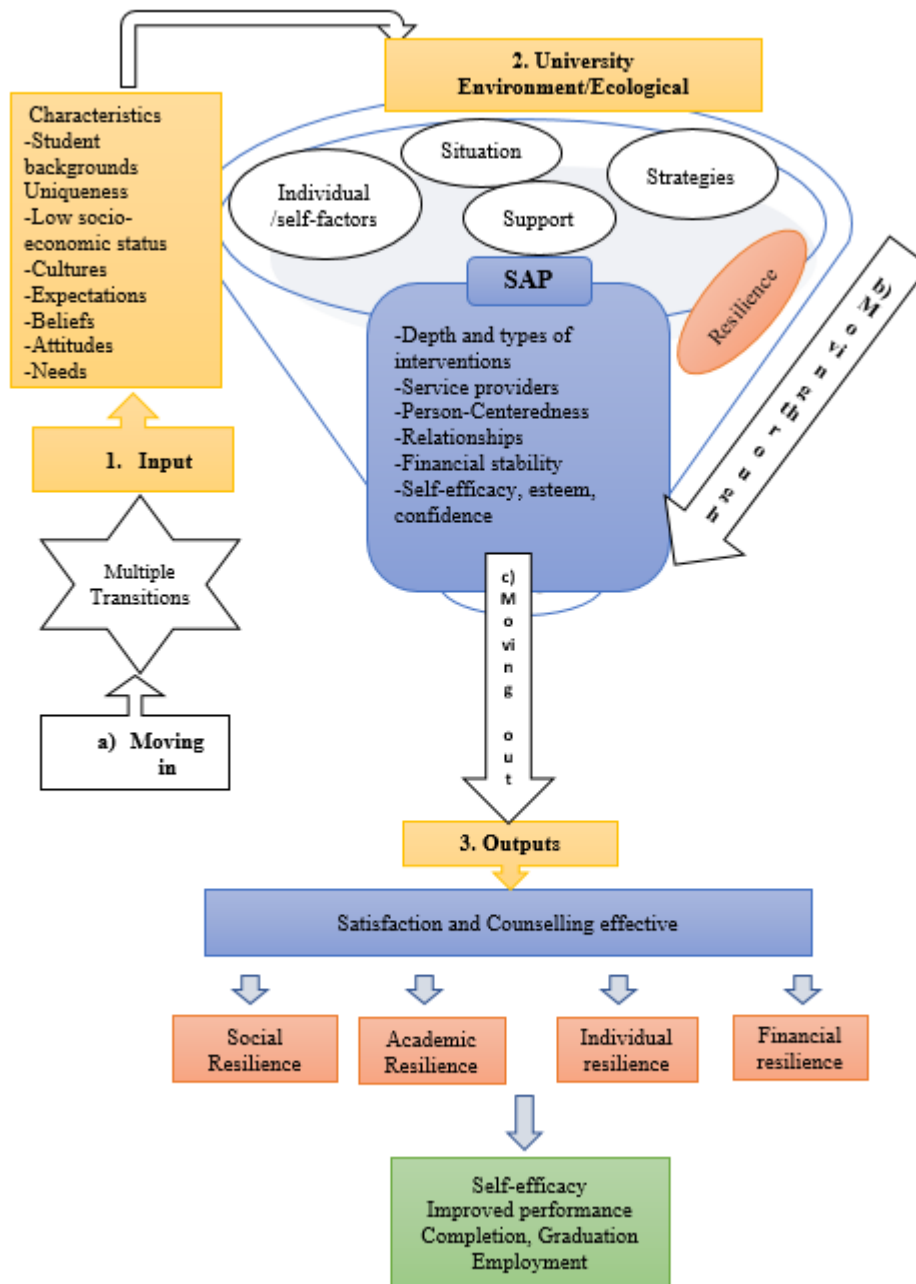 2. University
Environment/Ecological
Characteristics
-Student
backgrounds
Uniqueness
-Low socio-
economic status
-Cultures
-Expectations
-Beliefs
-Attitudes
-Needs
Situation
Individual
/self-factors
Strategies
Support
Resilience
SAP
-Depth and types of
interventions
-Service providers
-Person-Centeredness
-Relationships
-Financial stability
-Self-efficacy, esteem,
confidence
b) Moving through
1. Input
Multiple
Transitions
a) Moving
in
c) Moving out
3. Outputs
Satisfaction and Counselling effective
Social
Resilience
Academic
Resilience
Individual
resilience
Financial
resilience
Self-efficacy
Improved performance
Completion, Graduation
Employment